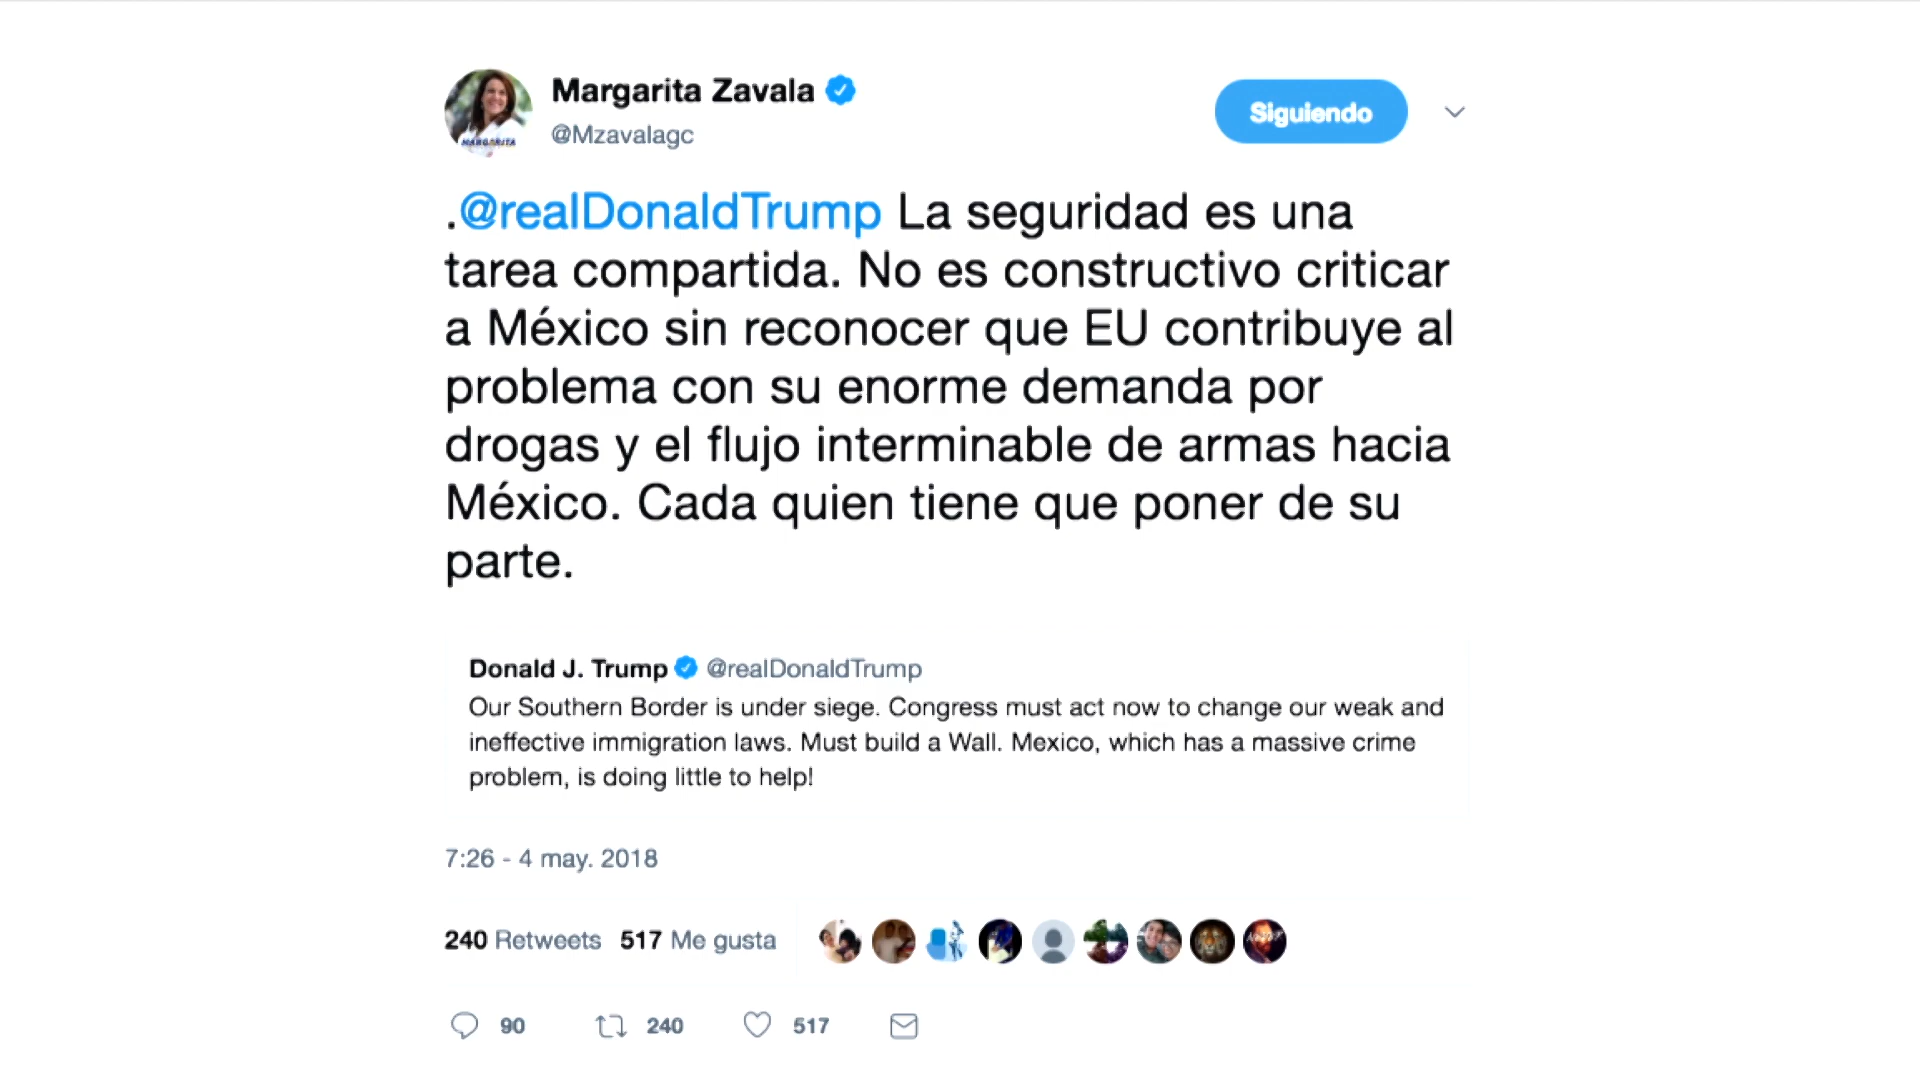 Margarita Zavala
@Mzavalagc
Siguiendo
MARGARITA
.@realDonaldTrump La seguridad es una
tarea compartida. No es constructivo criticar
a México sin reconocer que EU contribuye al
problema con su enorme demanda por
drogas y el flujo interminable de armas hacia
México. Cada quien tiene que poner de su
parte.
Donald J. Trump @realDonaldTrump
Our Southern Border is under siege. Congress must act now to change our weak and
ineffective immigration laws. Must build a Wall. Mexico, which has a massive crime
problem, is doing little to help!
7:26 - 4 may. 2018
240 Retweets 517 Me gusta
90 240 517